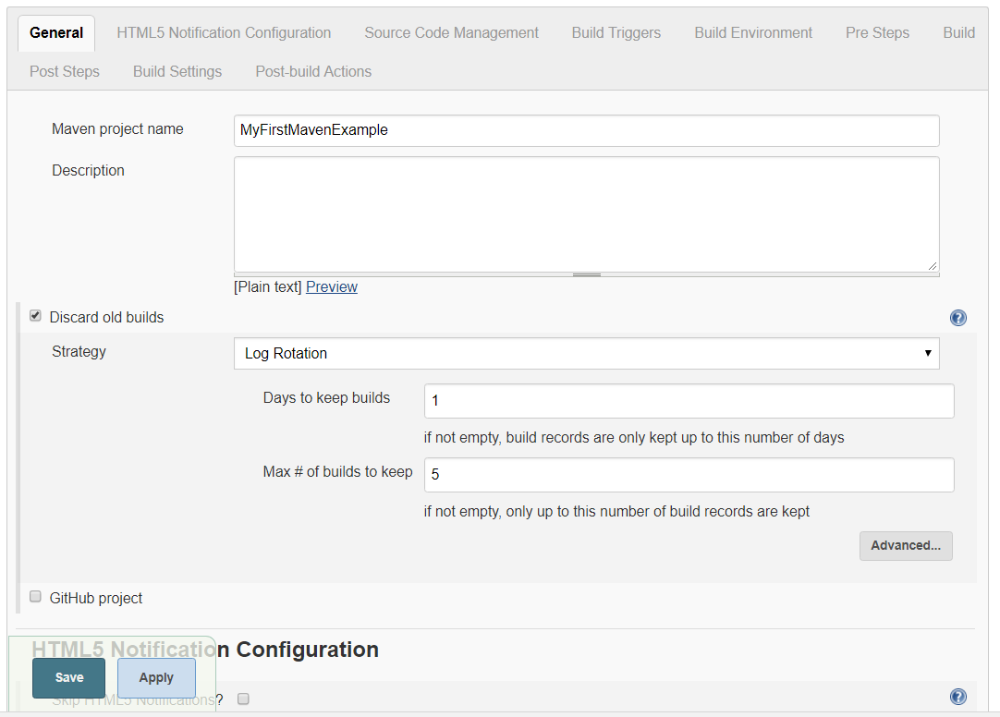 General HTML5 Notification Configuration Source Code Management Build Triggers Build Environment Pre Steps Build
Post Steps Build Settings Post-build Actions
Maven project name MyFirstMavenExample
Description
[Plain text] Preview
Discard old builds
Strategy Log Rotation
Days to keep builds 1
if not empty, build records are only kept up to this number of days
Max # of builds to keep 5
if not empty, only up to this number of build records are kept
Advanced...
GitHub project
HTML5 Notification Configuration
Save Apply
Skip HTML5 Notifications?